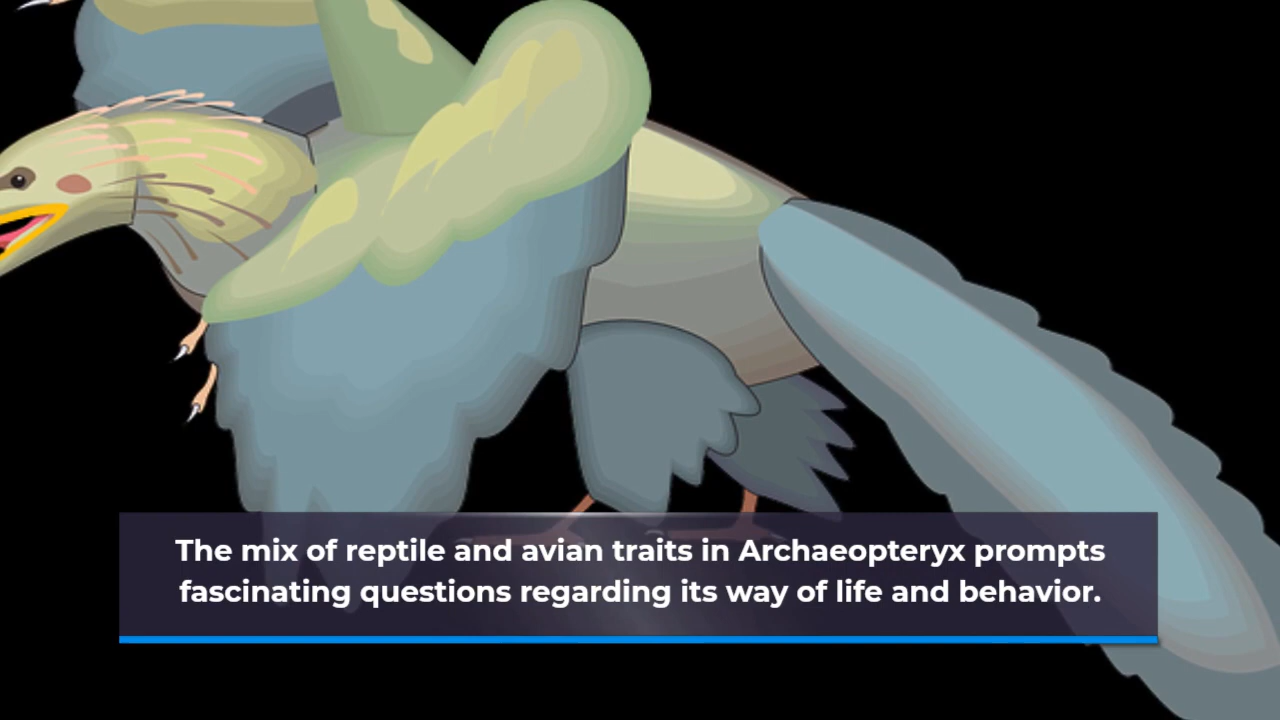 The mix of reptile and avian traits in Archaeopteryx prompts
fascinating questions regarding its way of life and behavior.